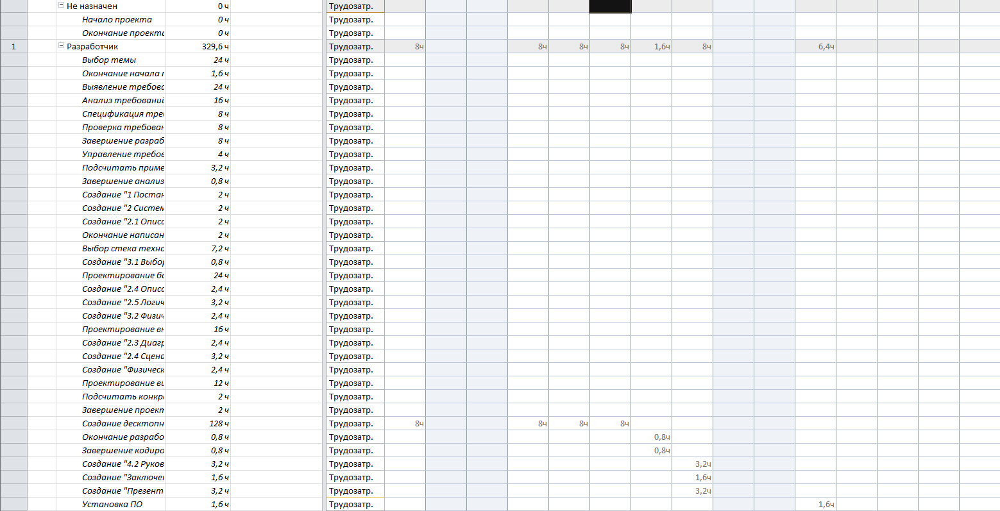 Не назначен 0 ч Трудозатр.
Начало проекта 0 ч Трудозатр.
Окончание проекто 0 ч Трудозатр.
1 Разработчик 329,6 ч Трудозатр. 8ч 8ч 8ч 8ч 1,6ч 8ч 6,4ч
Выбор темы 24 ч Трудозатр.
Окончание начала п 1,6 ч Трудозатр.
Выявление требова 24 ч Трудозатр.
Анализ требований 16 ч Трудозатр.
Спецификация тре 8 ч Трудозатр.
Проверка требован 8 ч Трудозатр.
Завершение разраб 8 ч Трудозатр.
Управление требов 4 ч Трудозатр.
Подсчитать приме 3,2 ч Трудозатр.
Завершение анализ 0,8 ч Трудозатр.
Создание "1 Постан 2 ч Трудозатр.
Создание "2 Систем 2 ч Трудозатр.
Создание "2.1 Описа 2 ч Трудозатр.
Окончание написан 2 ч Трудозатр.
Выбор стека техно 7,2 ч Трудозатр.
Создание "3.1 Выбор 0,8 ч Трудозатр.
Проектирование ба 24 ч Трудозатр.
Создание "2.4 Описа 2,4 ч Трудозатр.
Создание "2.5 Логич 3,2 ч Трудозатр.
Создание "3.2 Физич 2,4 ч Трудозатр.
Проектирование вн 16 ч Трудозатр.
Создание "2.3 Диагр 2,4 ч Трудозатр.
Создание "2.4 Сцена 3,2 ч Трудозатр.
Создание "Физическ 2,4 ч Трудозатр.
Проектирование ви 12 ч Трудозатр.
Подсчитать конкр 2 ч Трудозатр.
Завершение проект 2 ч Трудозатр.
Создание десктопн 128 ч Трудозатр. 8ч 8ч 8ч 8ч
Окончание разрабо 0,8 ч Трудозатр. 0,8ч
Завершение кодиро 0,8 ч Трудозатр. 0,8ч
Создание "4.2 Руков 3,2 ч Трудозатр. 3,2ч
Создание "Заключен 1,6 ч Трудозатр. 1,6ч
Создание "Презент 3,2 ч Трудозатр. 3,2ч
Установка ПО 1,6 ч Трудозатр. 1,6ч